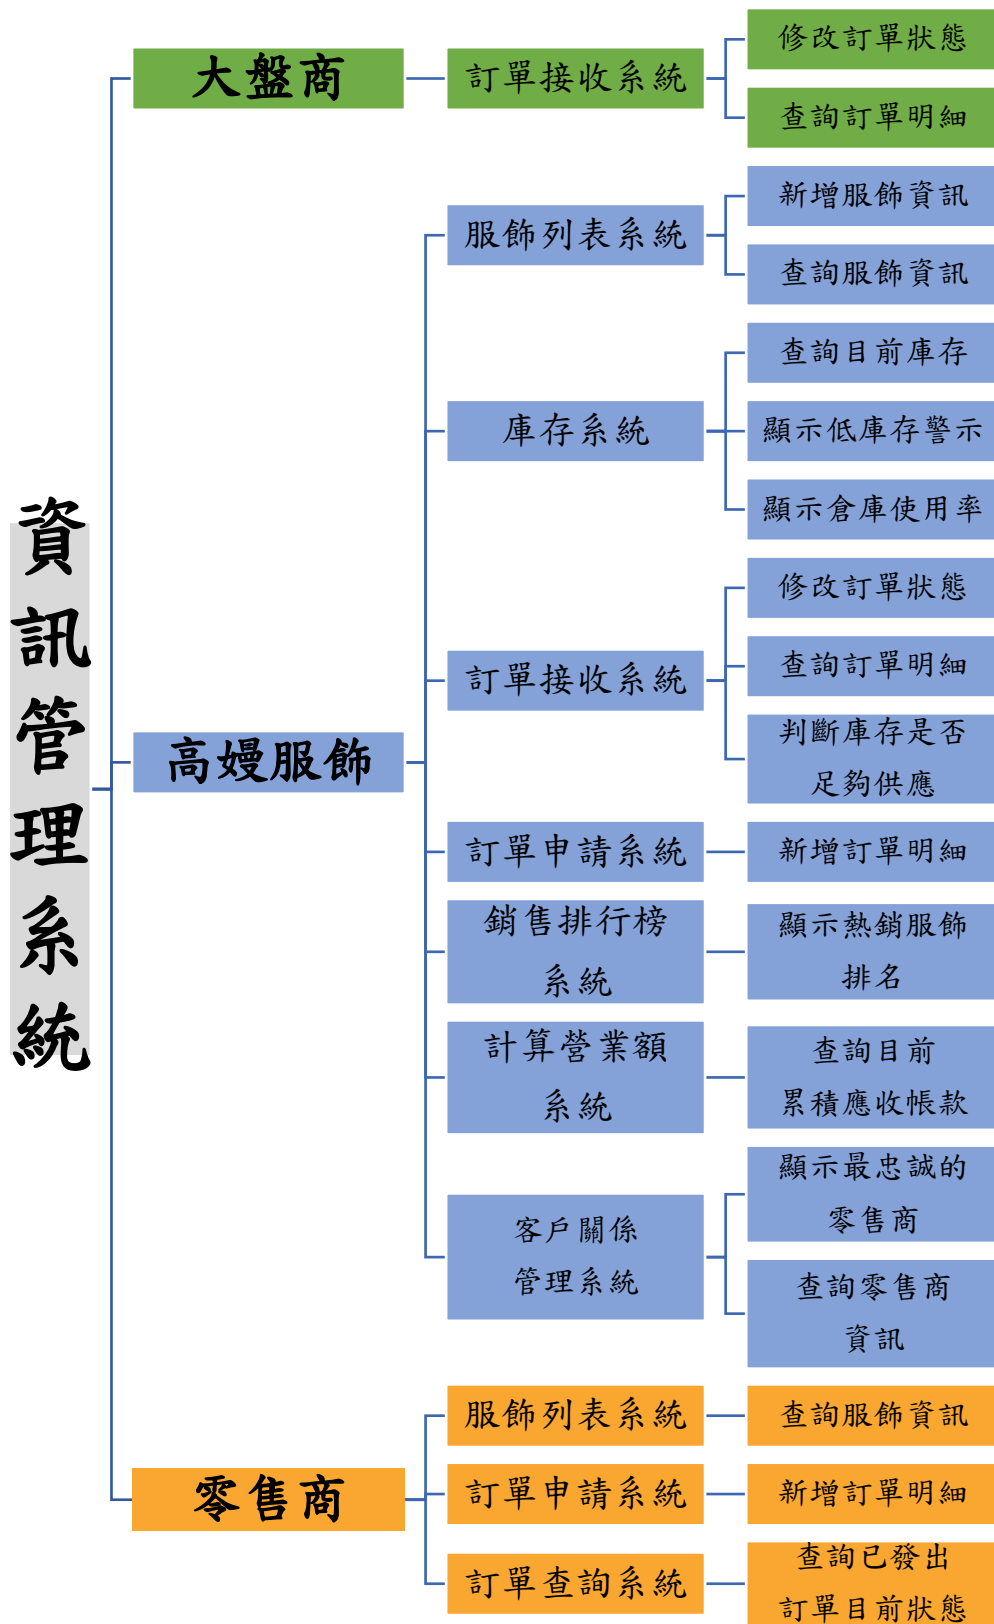 資訊管理系統
大盤商
訂單接收系統
修改訂單狀態
查詢訂單明細
高嫚服飾
服飾列表系統
新增服飾資訊
查詢服飾資訊
庫存系統
查詢目前庫存
顯示低庫存警示
顯示倉庫使用率
訂單接收系統
修改訂單狀態
查詢訂單明細
判斷庫存是否
足夠供應
訂單申請系統
新增訂單明細
銷售排行榜
系統
顯示熱銷服飾
排名
計算營業額
系統
查詢目前
累積應收帳款
客戶關係
管理系統
顯示最忠誠的
零售商
查詢零售商
資訊
零售商
服飾列表系統
查詢服飾資訊
訂單申請系統
新增訂單明細
訂單查詢系統
查詢已發出
訂單目前狀態